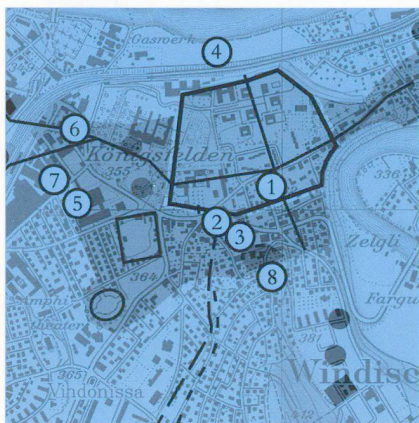 4
Gaswerk
6
Königsfelden
355
336
7
5
1
2
3
Zelgli
364
8
Amphi
theater
Fargu
381
365
Windisc
Vindonissa